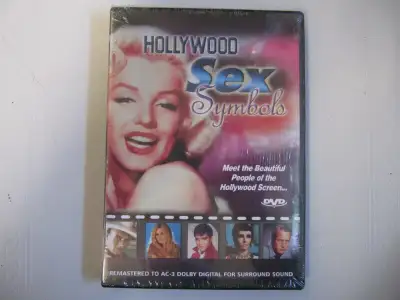 HOLLYWOOD
Sex
Symbols
Meet the Beautiful
People of the
Hollywood Screen...
DVD
REMASTERED TO AC-3 DOLBY DIGITAL FOR SURROUND SOUND